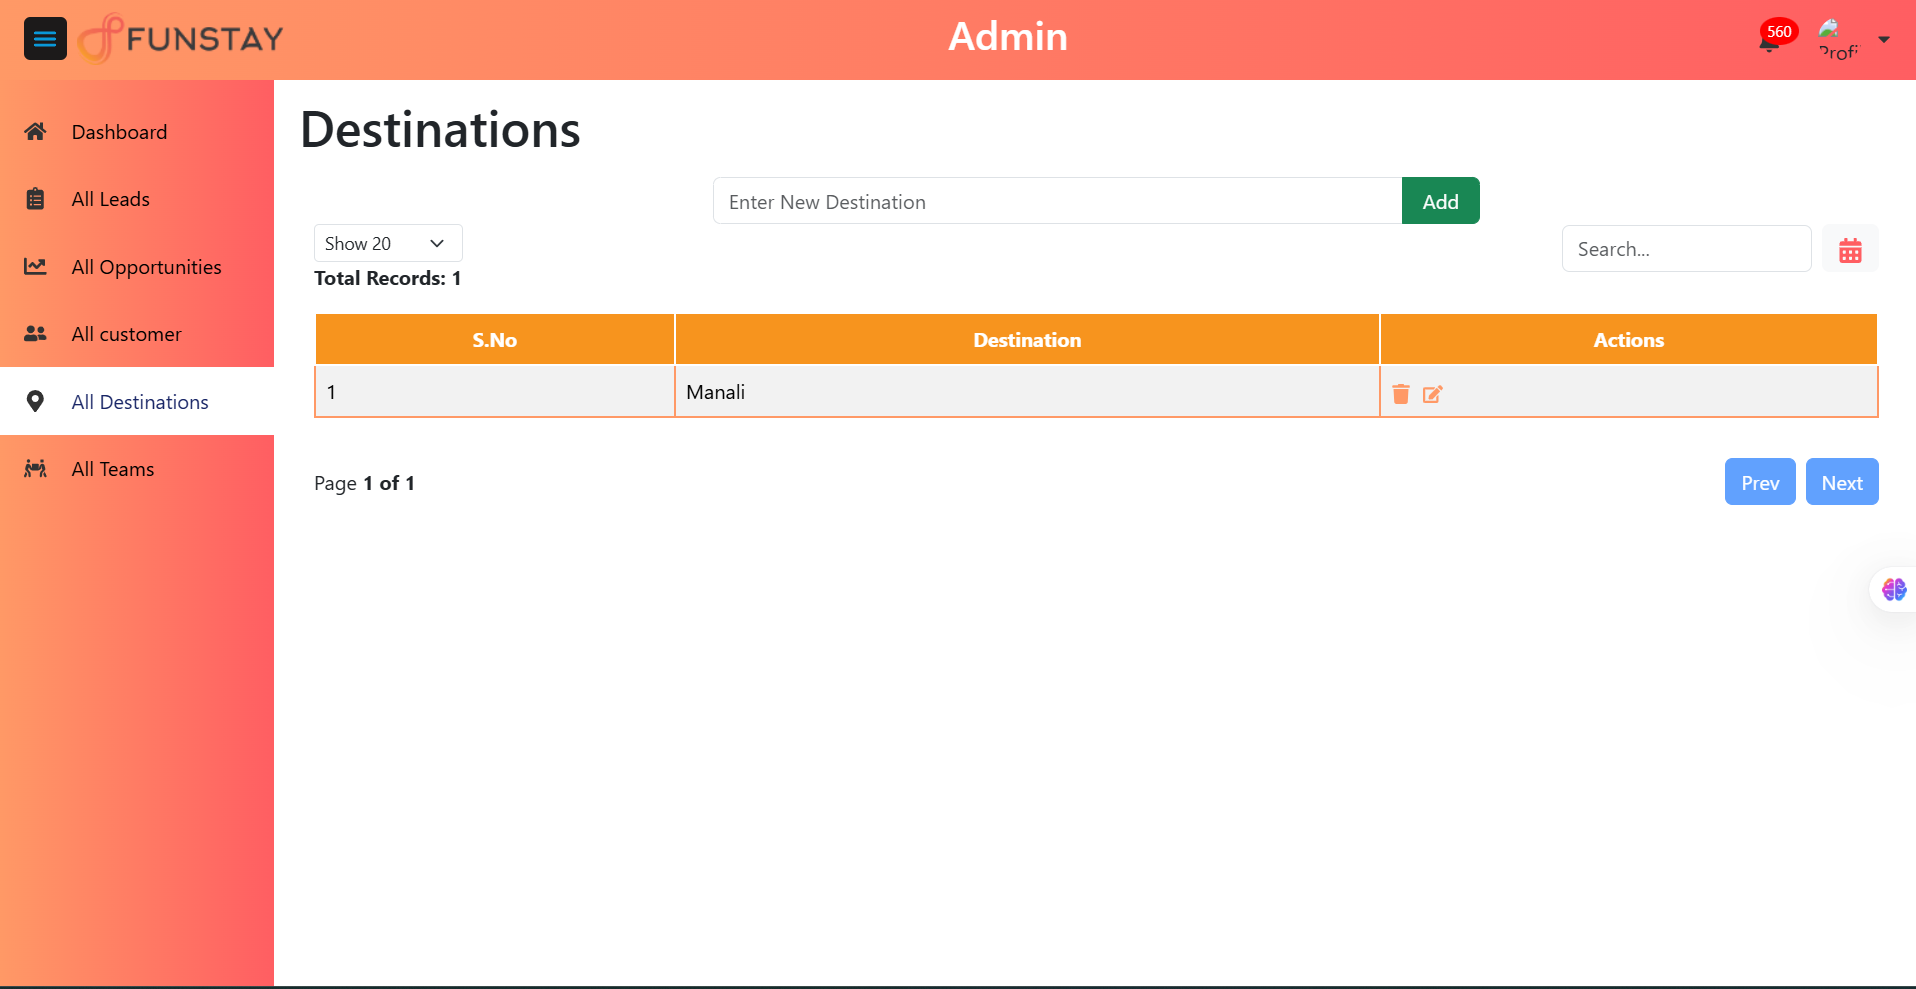 FUNSTAY
Admin
560
Profi
Dashboard
All Leads
All Opportunities
All customer
All Destinations
All Teams
Destinations
Enter New Destination
Add
Show 20
Total Records: 1
Search...
S.No Destination Actions
1 Manali
Page 1 of 1
Prev Next